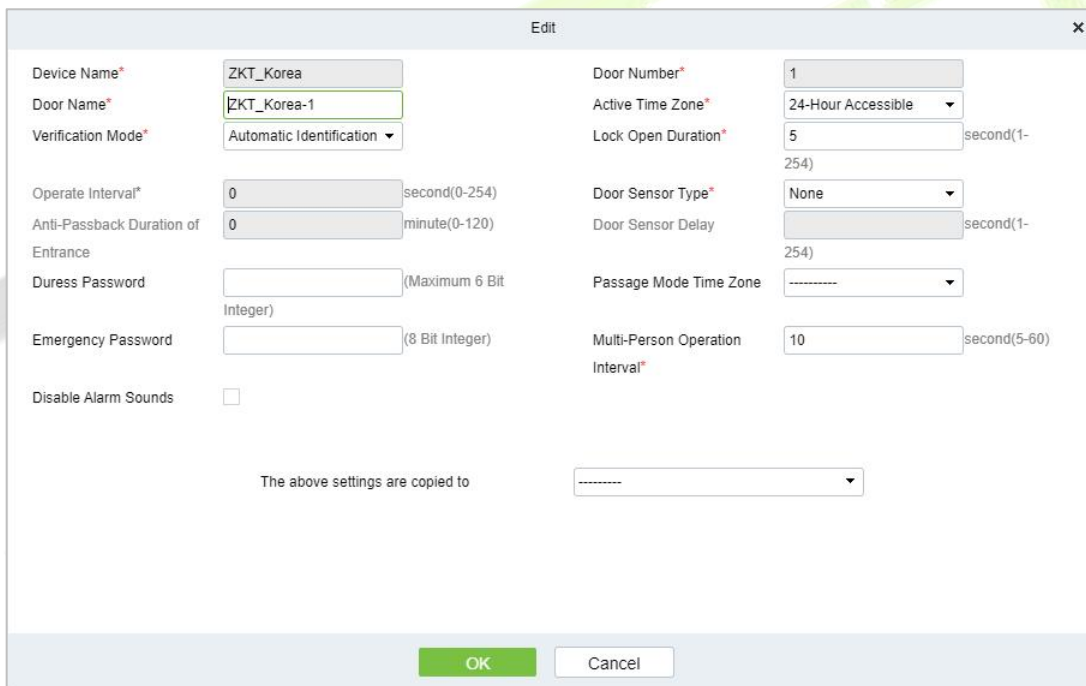 Edit ×
Device Name* ZKT_Korea Door Number* 1
Door Name* ZKT_Korea-1 Active Time Zone* 24-Hour Accessible
Verification Mode* Automatic Identification Lock Open Duration* 5 second(1-
254)
Operate Interval* 0 second(0-254) Door Sensor Type* None
Anti-Passback Duration of 0 minute(0-120) Door Sensor Delay second(1-
Entrance 254)
Duress Password (Maximum 6 Bit Passage Mode Time Zone ----------
Integer)
Emergency Password (8 Bit Integer) Multi-Person Operation 10 second(5-60)
Interval*
Disable Alarm Sounds
The above settings are copied to ---------
OK Cancel